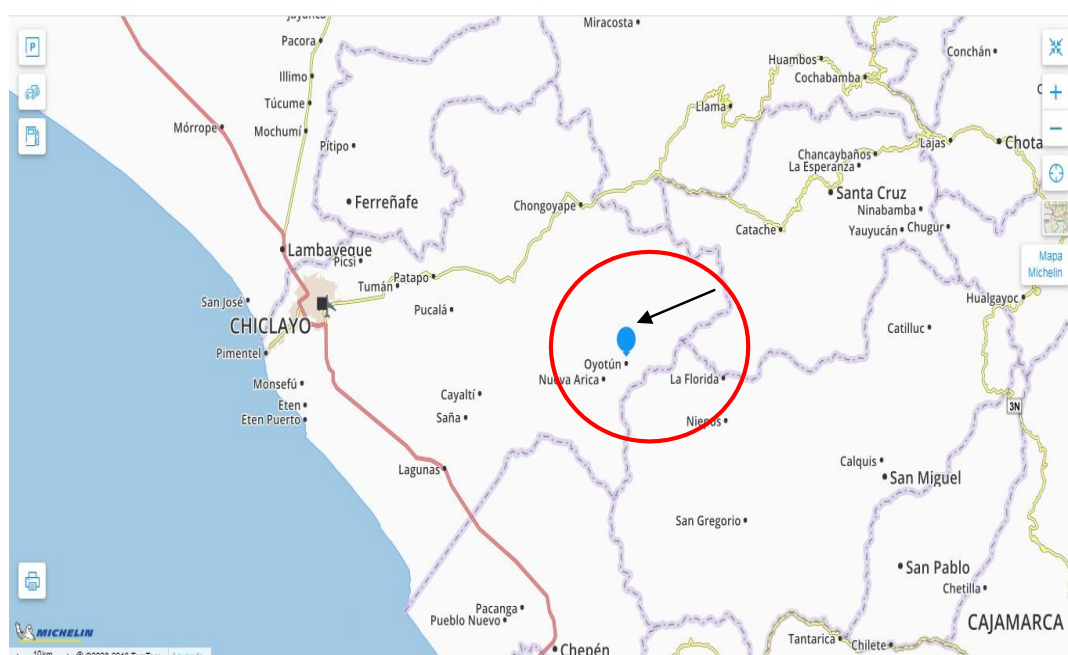 Miracosta
Pacora
Conchán
Huambos
Illimo
Cochabamba
Túcume
Llama
Mórrope
Mochumí
Pítipo
Lajas
Chota
Chancaybaños
La Esperanza
Santa Cruz
Ferreñafe
Chongoyape
Ninabamba
Catache
Yauyucán
Chugur
Lambayeque
Picsi
Mapa
Michelin
Patapo
Tumán
San José
Pucalá
Hualgayoc
CHICLAYO
Catilluc
Pimentel
Oyotún
Nueva Arica
La Florida
Monsefú
Cayaltí
Eten
3N
Eten Puerto
Saña
Niepos
Calquis
Lagunas
San Miguel
San Gregorio
San Pablo
Chetilla
Pacanga
Pueblo Nuevo
CAJAMARCA
MICHELIN
Tantarica
Chilete
Chepén
10km
P